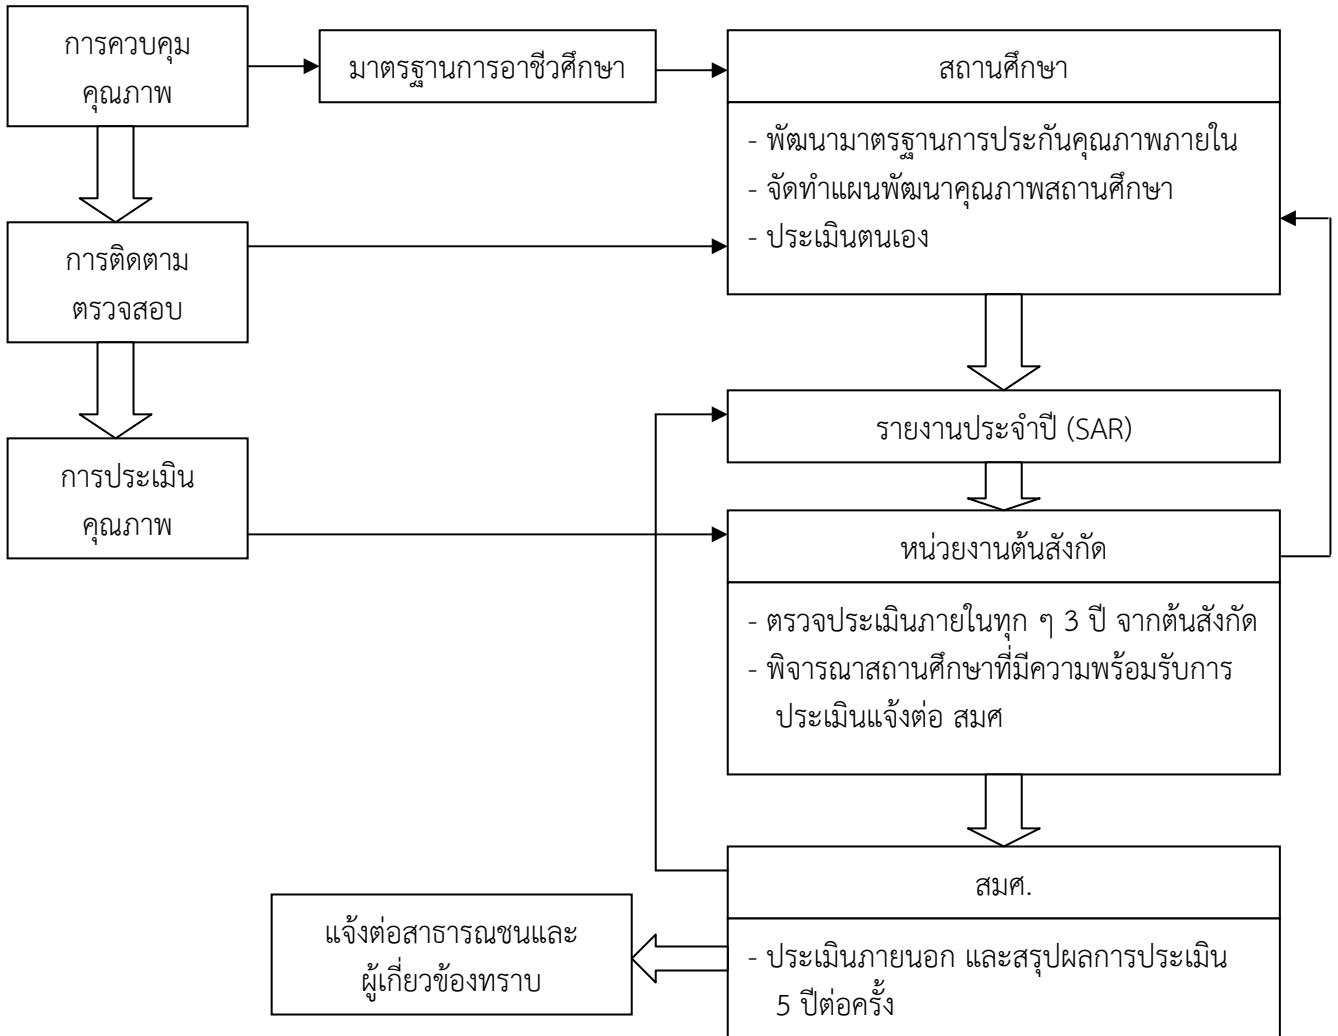 การควบคุม
คุณภาพ
มาตรฐานการอาชีวศึกษา
สถานศึกษา
- พัฒนามาตรฐานการประกันคุณภาพภายใน
- จัดทำแผนพัฒนาคุณภาพสถานศึกษา
- ประเมินตนเอง
การติดตาม
ตรวจสอบ
รายงานประจำปี (SAR)
การประเมิน
คุณภาพ
หน่วยงานต้นสังกัด
- ตรวจประเมินภายในทุก ๆ 3 ปี จากต้นสังกัด
- พิจารณาสถานศึกษาที่มีความพร้อมรับการ
ประเมินแจ้งต่อ สมศ
สมศ.
- ประเมินภายนอก และสรุปผลการประเมิน
5 ปีต่อครั้ง
แจ้งต่อสาธารณชนและ
ผู้เกี่ยวข้องทราบ